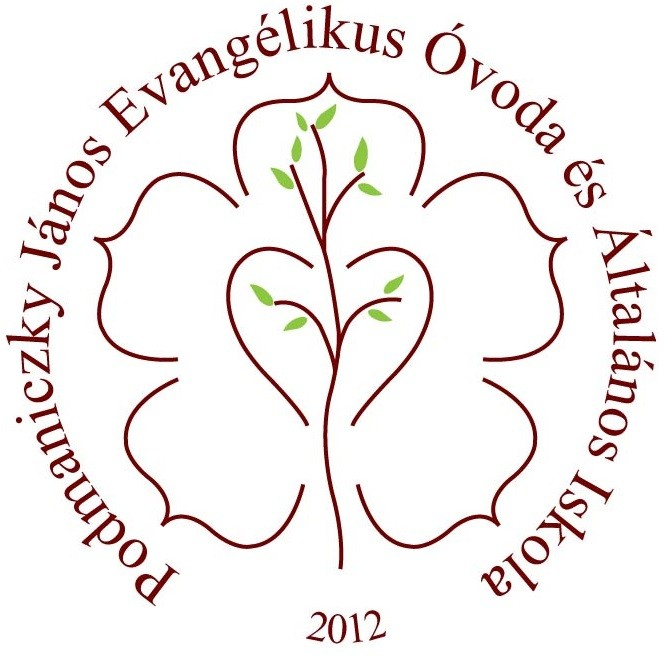 Podmaniczky János Evangélikus Óvoda és Általános Iskola
2012